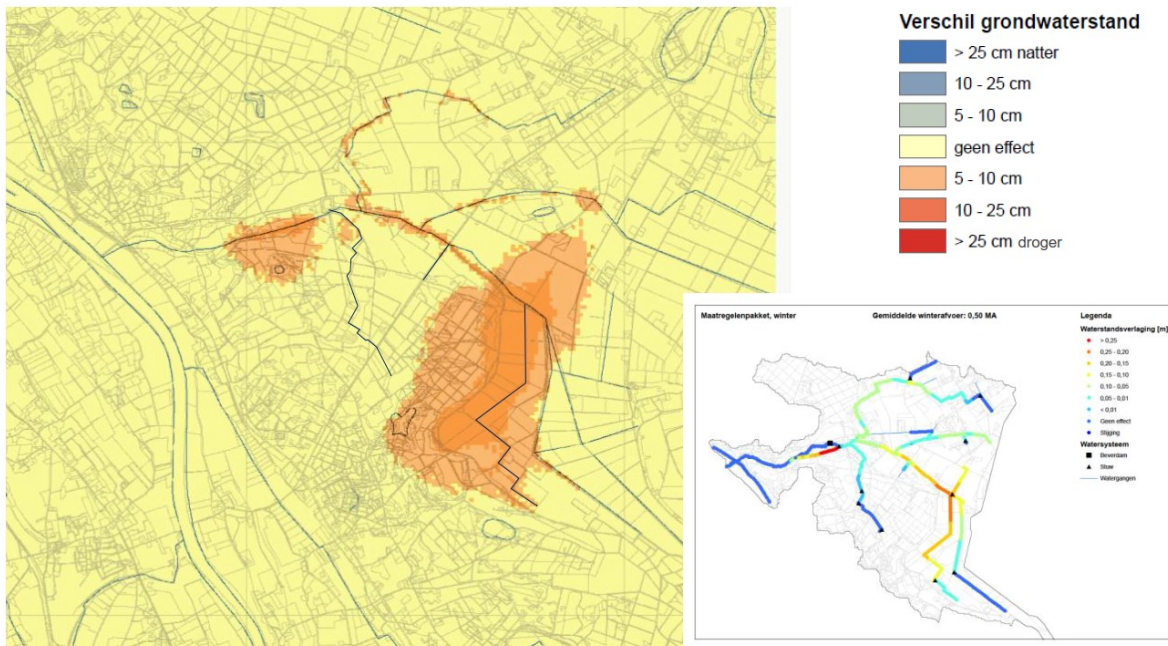 Verschil grondwaterstand
> 25 cm natter
10 - 25 cm
5 - 10 cm
geen effect
5 - 10 cm
10 - 25 cm
> 25 cm droger
Maatregelenpakket, winter
Gemiddelde winterafvoer: 0,50 MA
Legenda
Waterstandsverlaging [m]
> 0,25
0,25 - 0,20
0,20 - 0,15
0,15 - 0,10
0,10 - 0,05
0,05 - 0,01
< 0,01
Geen effect
Stijging
Watersysteem
Beverdam
Stuw
Watergangen